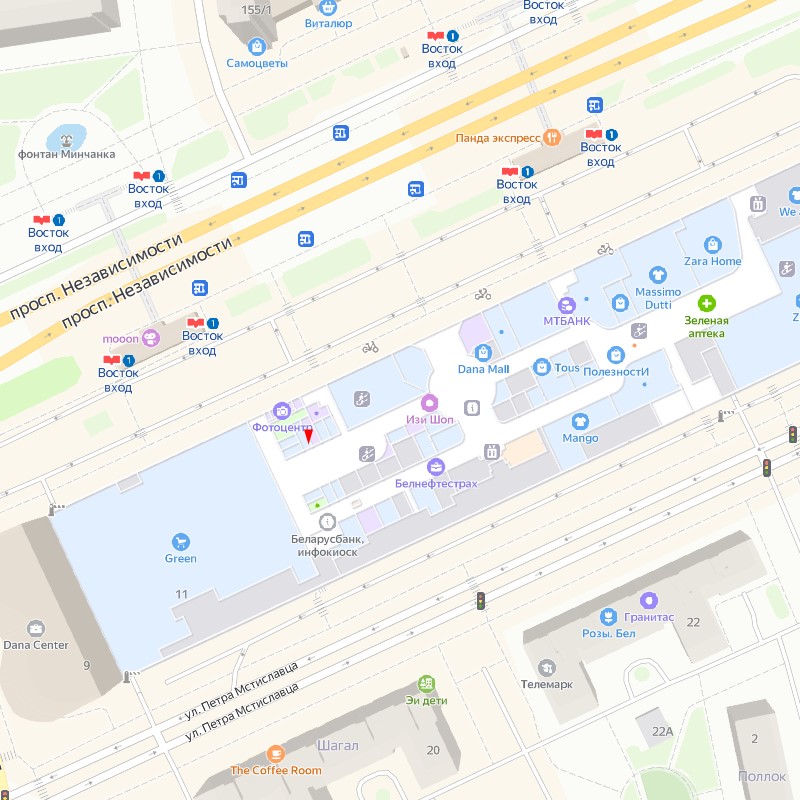 155/1
Виталюр
Восток
вход
Восток
вход
Самоцветы
Панда экспресс
Восток
вход
фонтан Минчанка
Восток
вход
Восток
вход
Восток
вход
We
просп. Независимости
просп. Независимости
Zara Home
Massimo
Dutti
МТБАНК
Зеленая
аптека
Z
mooon
Восток
вход
Восток
вход
Dana Mall
Tous
ПолезностИ
Изи Шоп
Фотоцентр
Mango
Белнефтестрах
Беларусбанк,
инфокиоск
Green
11
Dana Center
9
Гранитас
22
Розы. Бел
Телемарк
ул. Петра Мстиславца
ул. Петра Мстиславца
Эи дети
22А
2
Шагал
20
The Coffee Room
Поллок